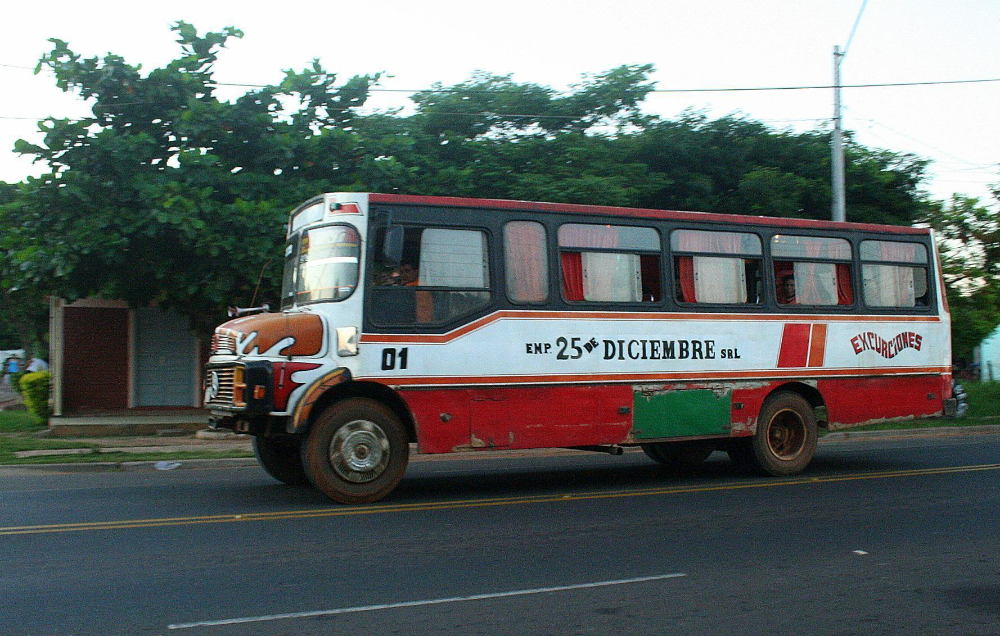 01
EMP. 25 DE DICIEMBRE SRL
EXCURCIONES